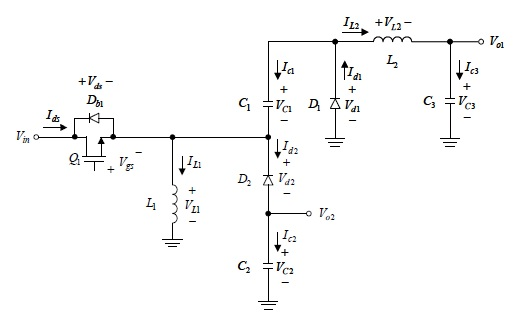 I_L2 +V_L2−
V_o1
L_2
+V_ds−
D_b1
I_ds
V_in
Q_1
+ V_gs −
I_c1
+
C_1 V_C1
−
I_d1
+
D_1 V_d1
−
I_c3
+
C_3 V_C3
−
I_L1
+
L_1 V_L1
−
I_d2
+
D_2 V_d2
−
V_o2
I_c2
+
C_2 V_C2
−